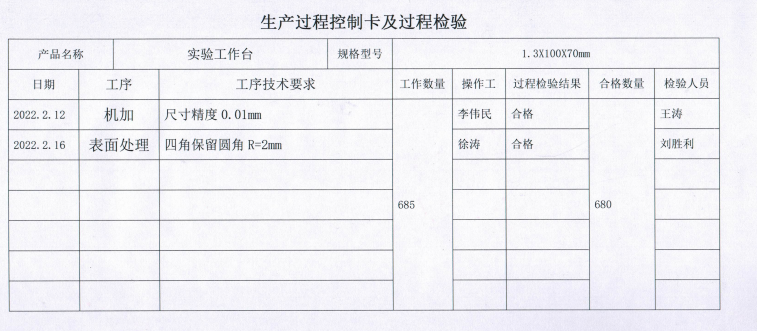 生产过程控制卡及过程检验
产品名称 实验工作台 规格型号 1.3X100X70mm
日期 工序 工序技术要求 工作数量 操作工 过程检验结果 合格数量 检验人员
2022.2.12 机加 尺寸精度 0.01mm 李伟民 合格 王涛
2022.2.16 表面处理 四角保留圆角 R=2mm 徐涛 合格 刘胜利
685 680